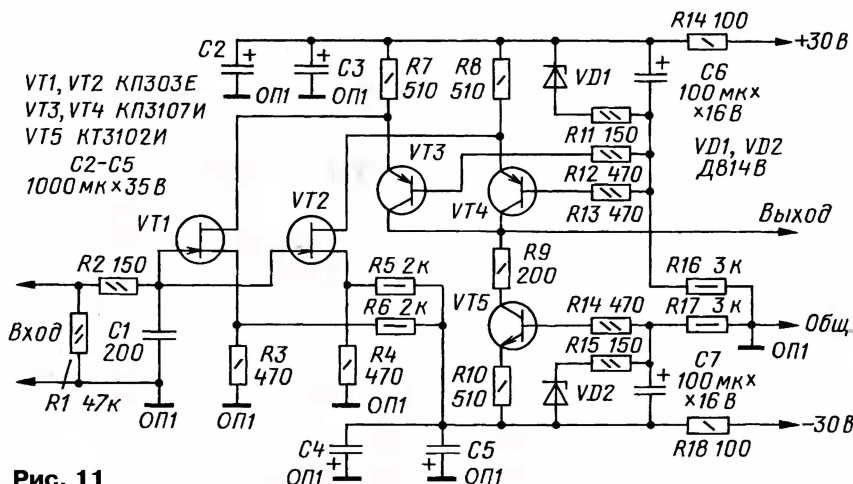 VT1, VT2 КП303Е
VT3, VT4 КП3107И
VT5 КТ3102И
C2-C5
1000 мк×35 В
C2
+
ОП1
C3
+
ОП1
R7
510
R8
510
VD1
R14 100
+30 В
+
C6
100 мк×
×16 В
R11 150
R12 470
R13 470
VD1, VD2
Д814В
VT3
VT4
VT1
VT2
Выход
R2 150
R5 2к
R6 2к
R9
200
R16 3 к
R17 3 к
Общ.
ОП1
VT5
R14 470
R15 150
Вход
C1
200
R3
470
R4
470
R10
510
VD2
+
C7
100 мк×
×16 В
R1 47к
ОП1
ОП1
ОП1
-30 В
R18 100
C4
+
ОП1
C5
+
ОП1
Рис. 11